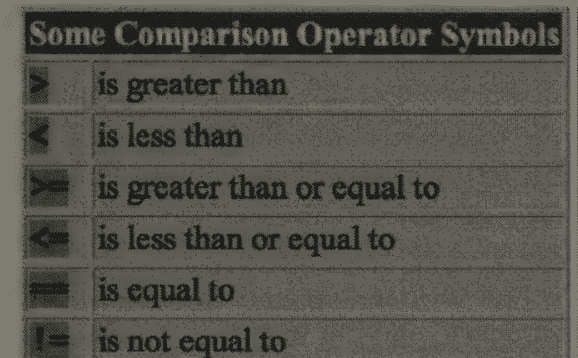 Some Comparison Operator Symbols
> is greater than
< is less than
>= is greater than or equal to
<= is less than or equal to
== is equal to
!= is not equal to